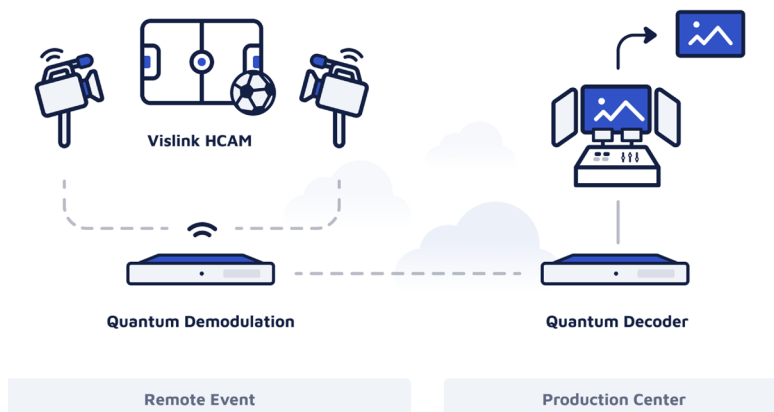 Vislink HCAM
Quantum Demodulation
Quantum Decoder
Remote Event
Production Center